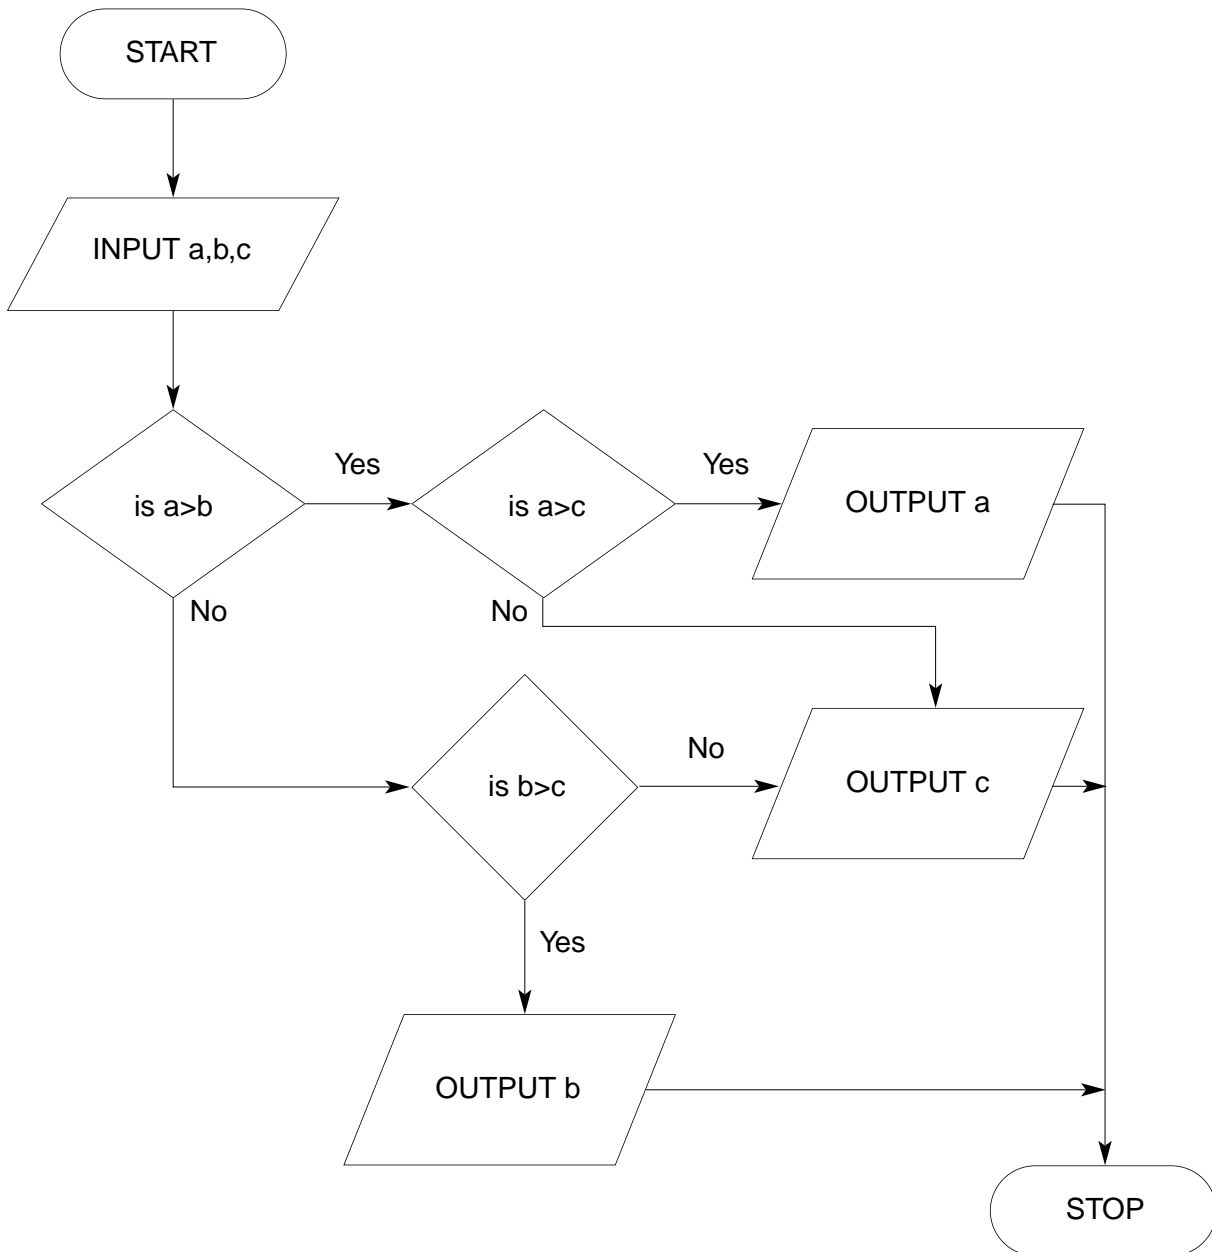 START
INPUT a,b,c
Yes
Yes
is a>b
is a>c
OUTPUT a
No
No
No
is b>c
OUTPUT c
Yes
OUTPUT b
STOP